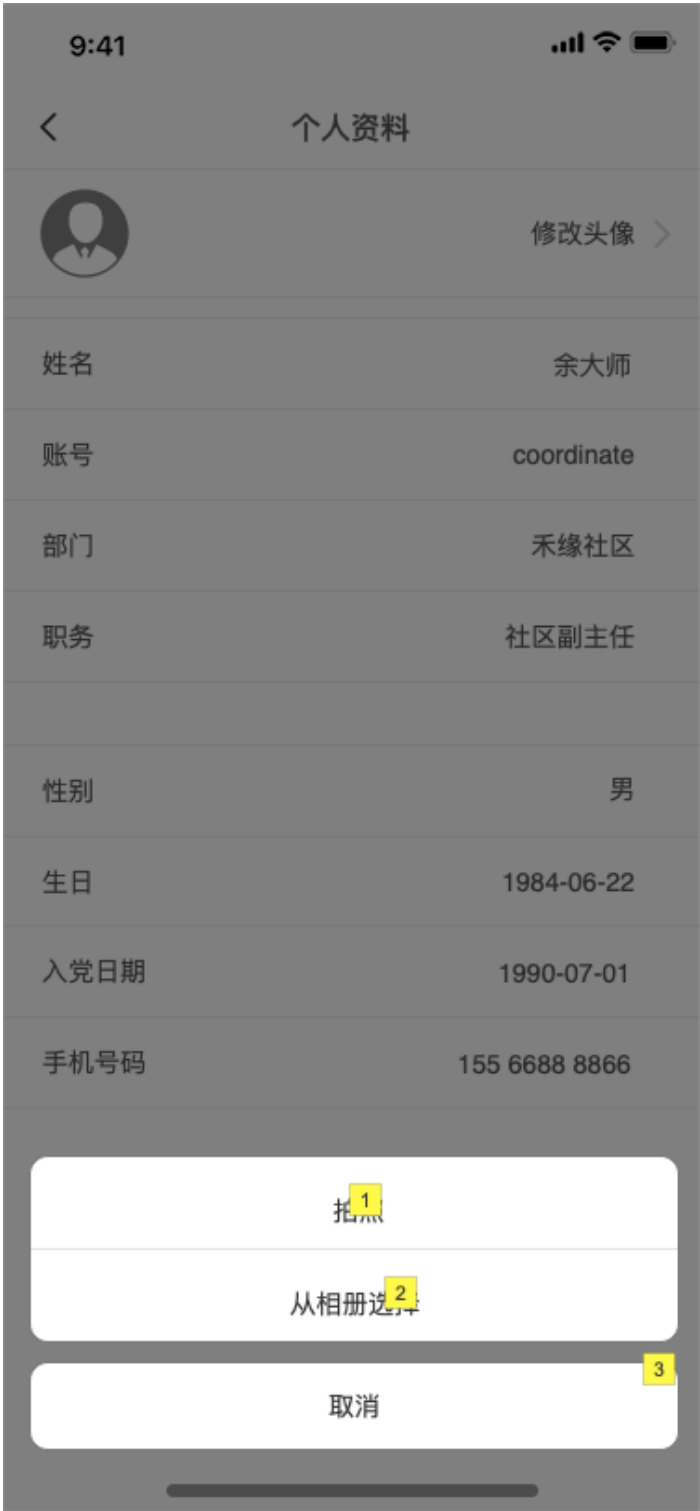 9:41
个人资料
修改头像
姓名 余大师
账号 coordinate
部门 禾缘社区
职务 社区副主任
性别 男
生日 1984-06-22
入党日期 1990-07-01
手机号码 155 6688 8866
1
拍照
2
从相册选择
3
取消